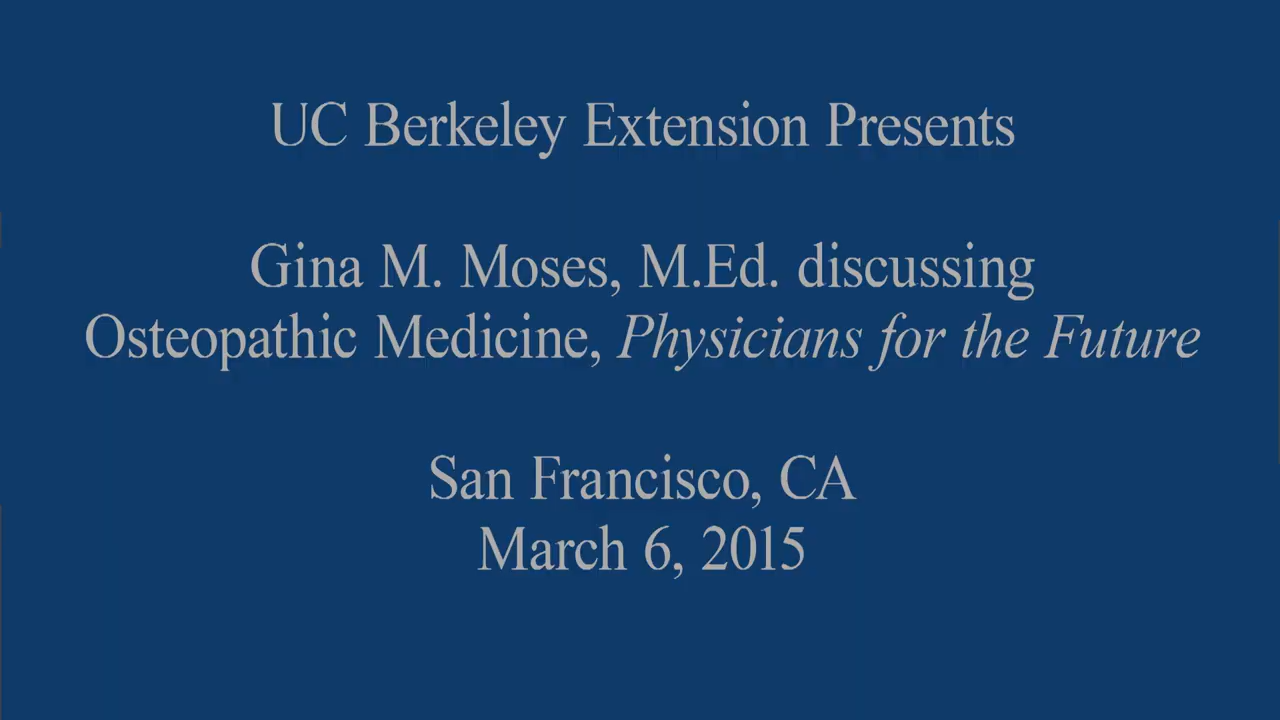 UC Berkeley Extension Presents
Gina M. Moses, M.Ed. discussing
Osteopathic Medicine, Physicians for the Future
San Francisco, CA
March 6, 2015